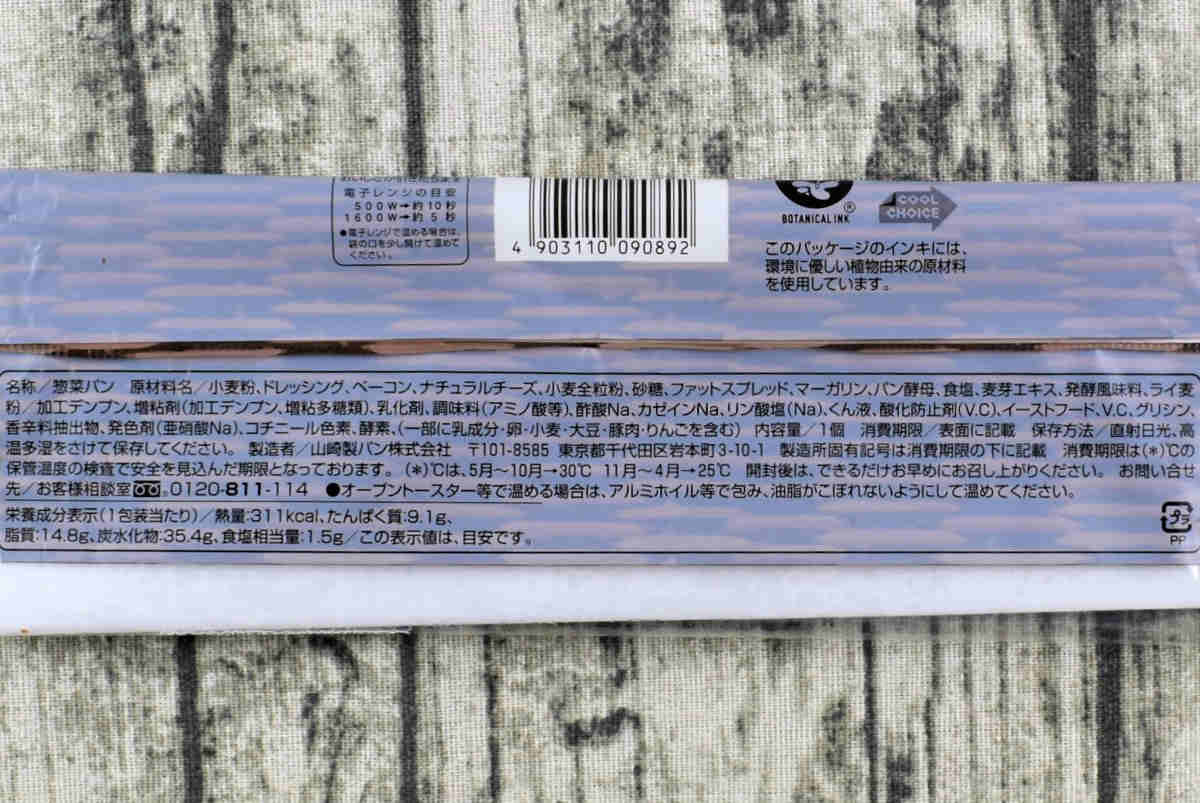 電子レンジの目安
500W→約10秒
1600W→約 5 秒
●電子レンジで温める場合は、
袋の口を少し開けて温めて
ください。
4 903110 090892
BOTANICAL INK ®
COOL
CHOICE
このパッケージのインキには、
環境に優しい植物由来の原材料
を使用しています。
名称／惣菜パン 原材料名／小麦粉、ドレッシング、ベーコン、ナチュラルチーズ、小麦全粒粉、砂糖、ファットスプレッド、マーガリン、パン酵母、食塩、麦芽エキス、発酵風味料、ライ麦
粉／加工デンプン、増粘剤(加工デンプン、増粘多糖類)、乳化剤、調味料(アミノ酸等)、酢酸Na、カゼインNa、リン酸塩(Na)、くん液、酸化防止剤(V.C)、イーストフード、V.C、グリシン、
香辛料抽出物、発色剤(亜硝酸Na)、コチニール色素、酵素、(一部に乳成分・卵・小麦・大豆・豚肉・りんごを含む) 内容量／1個 消費期限／表面に記載 保存方法／直射日光、高
温多湿をさけて保存してください。 製造者／山崎製パン株式会社 〒101-8585 東京都千代田区岩本町3-10-1 製造所固有記号は消費期限の下に記載 消費期限は(*)℃の
保管温度の検査で安全を見込んだ期限となっております。(*)℃は、5月～10月→30℃ 11月～4月→25℃ 開封後は、できるだけお早めにお召し上がりください。 お問い合せ
先／お客様相談室 0120-811-114 ●オーブントースター等で温める場合は、アルミホイル等で包み、油脂がこぼれないようにして温めてください。
栄養成分表示(1包装当たり)／熱量:311kcal、たんぱく質:9.1g、
脂質:14.8g、炭水化物:35.4g、食塩相当量:1.5g／この表示値は、目安です。
プラ
PP